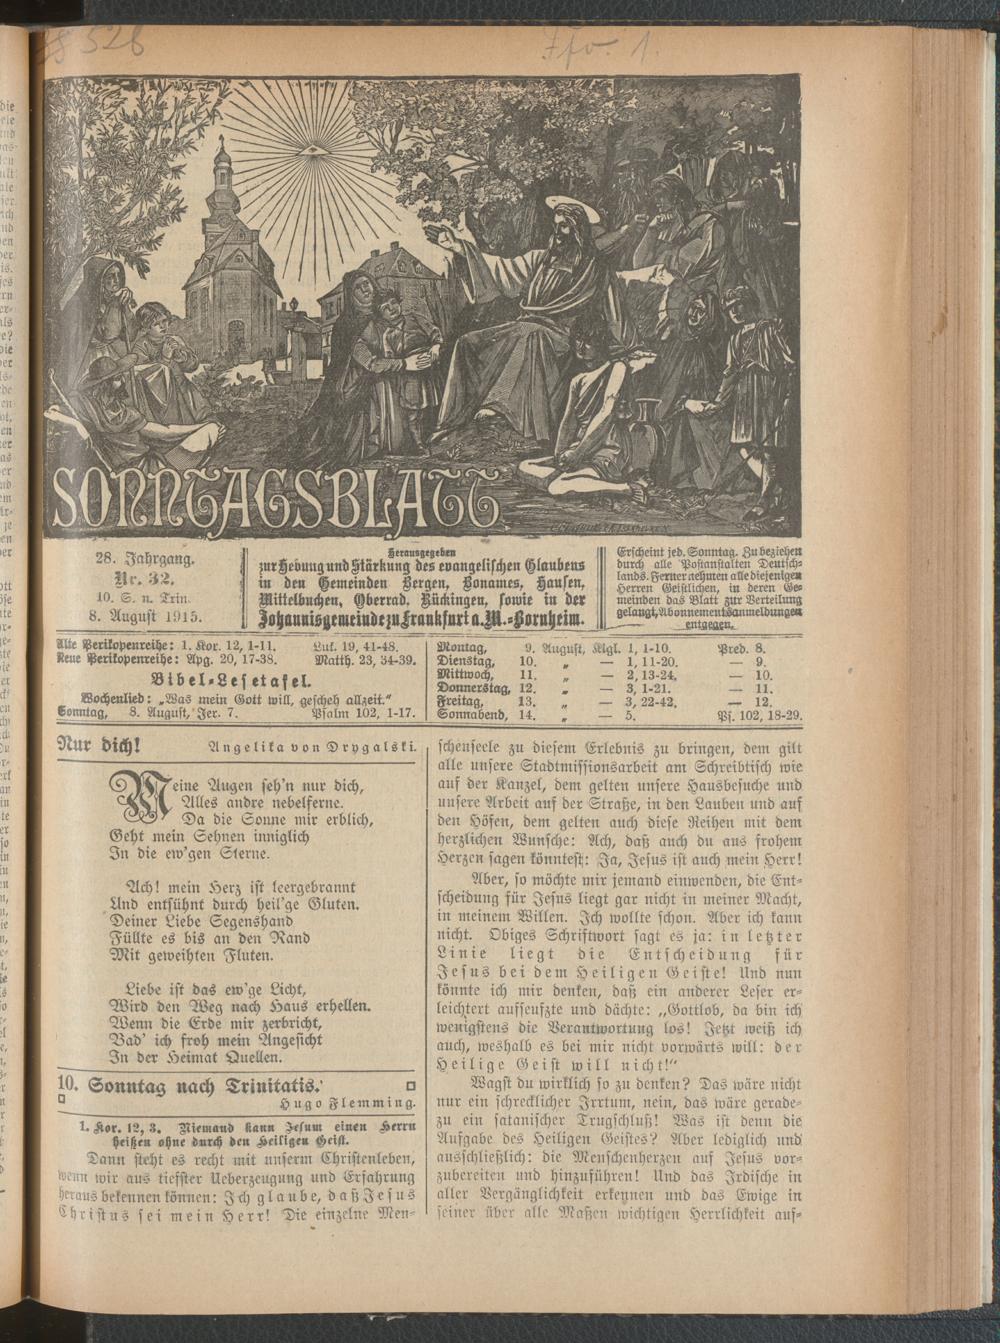 SONNTAGSBLATT
28. Jahrgang.
Nr. 32.
10. S. n. Trin.
8. August 1915.
Herausgegeben
zur Hebung und Stärkung des evangelischen Glaubens
in den Gemeinden Bergen, Bonames, Hausen,
Mittelbuchen, Oberrad, Rückingen, sowie in der
Johannisgemeinde zu Frankfurt a. M.-Bornheim.
Erscheint jed. Sonntag. Zu beziehen
durch alle Postanstalten Deutsch-
lands. Ferner nehmen alle diejenigen
Herren Geistlichen, in deren Ge-
meinden das Blatt zur Verteilung
gelangt, Abonnementsanmeldungen
entgegen.
Alte Perikopenreihe: 1. Kor. 12, 1-11. Luk. 19, 41-48.
Neue Perikopenreihe: Apg. 20, 17-38. Matth. 23, 34-39.
Bibel-Lesetafel.
Wochenlied: „Was mein Gott will, gescheh allzeit.“
Sonntag, 8. August, Jer. 7. Psalm 102, 1-17.
Montag, 9. August, Klgl. 1, 1-10. Pred. 8.
Dienstag, 10. „ — 1, 11-20. — 9.
Mittwoch, 11. „ — 2, 13-24. — 10.
Donnerstag, 12. „ — 3, 1-21. — 11.
Freitag, 13. „ — 3, 22-42. — 12.
Sonnabend, 14. „ — 5. Ps. 102, 18-29.
Nur dich! Angelika von Drygalski.
Meine Augen seh'n nur dich,
Alles andre nebelferne.
Da die Sonne mir erblich,
Geht mein Sehnen inniglich
In die ew'gen Sterne.
Ach! mein Herz ist leergebrannt
Und entsühnt durch heil'ge Gluten.
Deiner Liebe Segenshand
Füllte es bis an den Rand
Mit geweihten Fluten.
Liebe ist das ew'ge Licht,
Wird den Weg nach Haus erhellen.
Wenn die Erde mir zerbricht,
Bad' ich froh mein Angesicht
In der Heimat Quellen.
10. Sonntag nach Trinitatis.
Hugo Flemming.
1. Kor. 12, 3. Niemand kann Jesum einen Herrn
heißen ohne durch den Heiligen Geist.
Dann steht es recht mit unserm Christenleben,
wenn wir aus tiefster Ueberzeugung und Erfahrung
heraus bekennen können: Ich glaube, daß Jesus
Christus sei mein Herr! Die einzelne Men-
schenseele zu diesem Erlebnis zu bringen, dem gilt
alle unsere Stadtmissionsarbeit am Schreibtisch wie
auf der Kanzel, dem gelten unsere Hausbesuche und
unsere Arbeit auf der Straße, in den Lauben und auf
den Höfen, dem gelten auch diese Reihen mit dem
herzlichen Wunsche: Ach, daß auch du aus frohem
Herzen sagen könntest: Ja, Jesus ist auch mein Herr!
Aber, so möchte mir jemand einwenden, die Ent-
scheidung für Jesus liegt gar nicht in meiner Macht,
in meinem Willen. Ich wollte schon. Aber ich kann
nicht. Obiges Schriftwort sagt es ja: in letzter
Linie liegt die Entscheidung für
Jesus bei dem Heiligen Geiste! Und nun
könnte ich mir denken, daß ein anderer Leser er-
leichtert aufseufzte und dächte: „Gottlob, da bin ich
wenigstens die Verantwortung los! Jetzt weiß ich
auch, weshalb es bei mir nicht vorwärts will: der
Heilige Geist will nicht!“
Wagst du wirklich so zu denken? Das wäre nicht
nur ein schrecklicher Irrtum, nein, das wäre gerade-
zu ein satanischer Trugschluß! Was ist denn die
Aufgabe des Heiligen Geistes? Aber lediglich und
ausschließlich: die Menschenherzen auf Jesus vor-
zubereiten und hinzuführen! Und das Irdische in
aller Vergänglichkeit erkennen und das Ewige in
seiner über alle Maßen wichtigen Herrlichkeit auf-